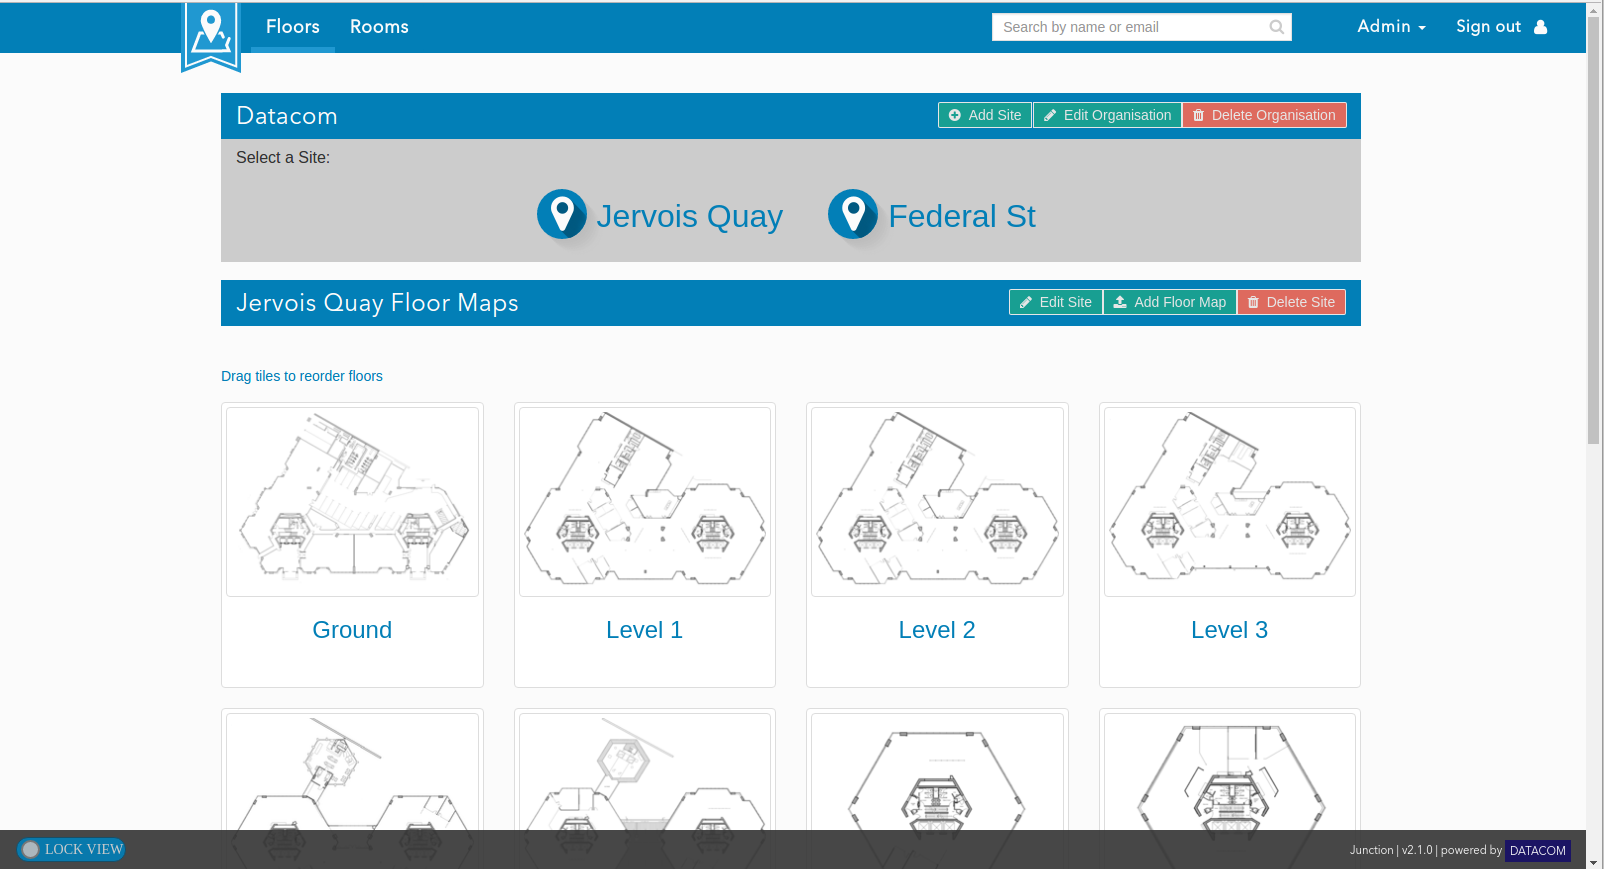 Floors Rooms Search by name or email Admin Sign out
Datacom Add Site Edit Organisation Delete Organisation
Select a Site:
Jervois Quay Federal St
Jervois Quay Floor Maps Edit Site Add Floor Map Delete Site
Drag tiles to reorder floors
Ground Level 1 Level 2 Level 3
LOCK VIEW Junction | v2.1.0 | powered by DATACOM